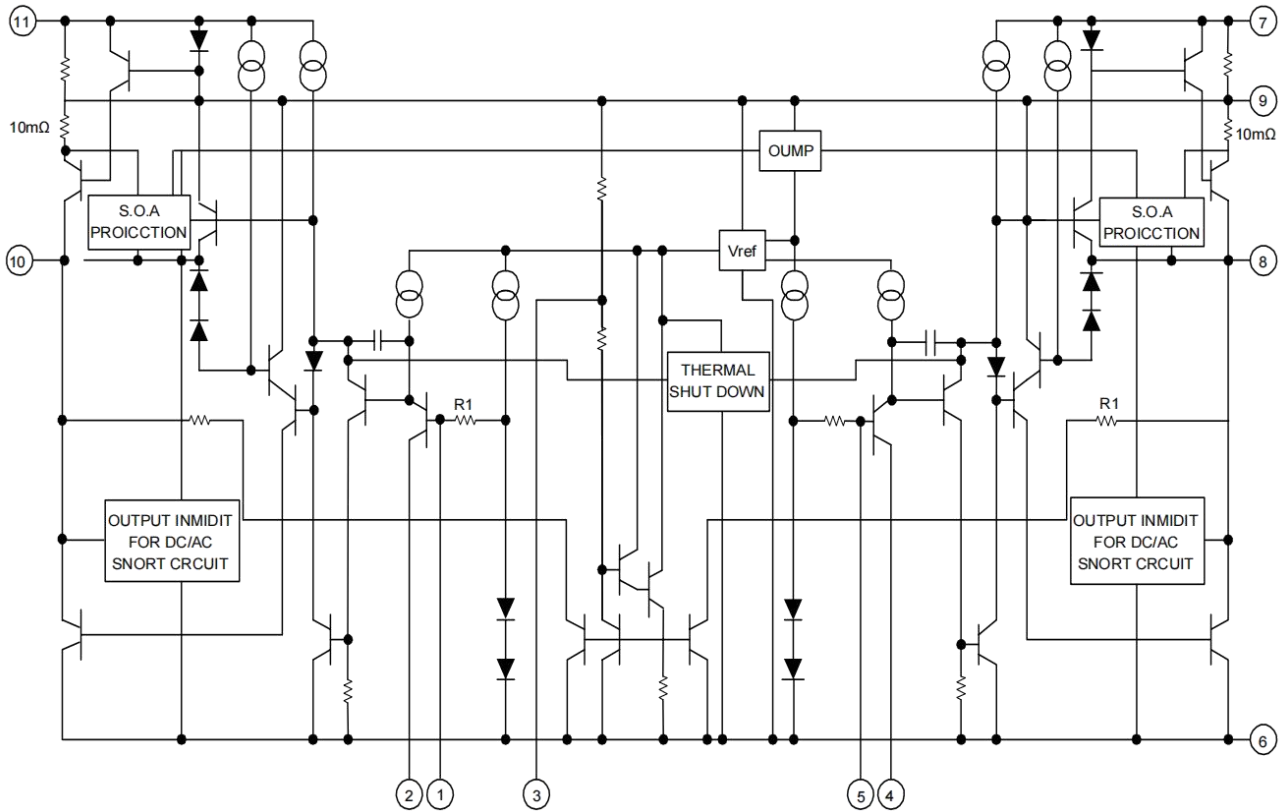 11
7
9
10mΩ
10mΩ
OUMP
S.O.A
PROICCTION
S.O.A
PROICCTION
Vref
10
8
THERMAL
SHUT DOWN
R1
R1
OUTPUT INMIDIT
FOR DC/AC
SNORT CRCUIT
OUTPUT INMIDIT
FOR DC/AC
SNORT CRCUIT
6
2
1
3
5
4